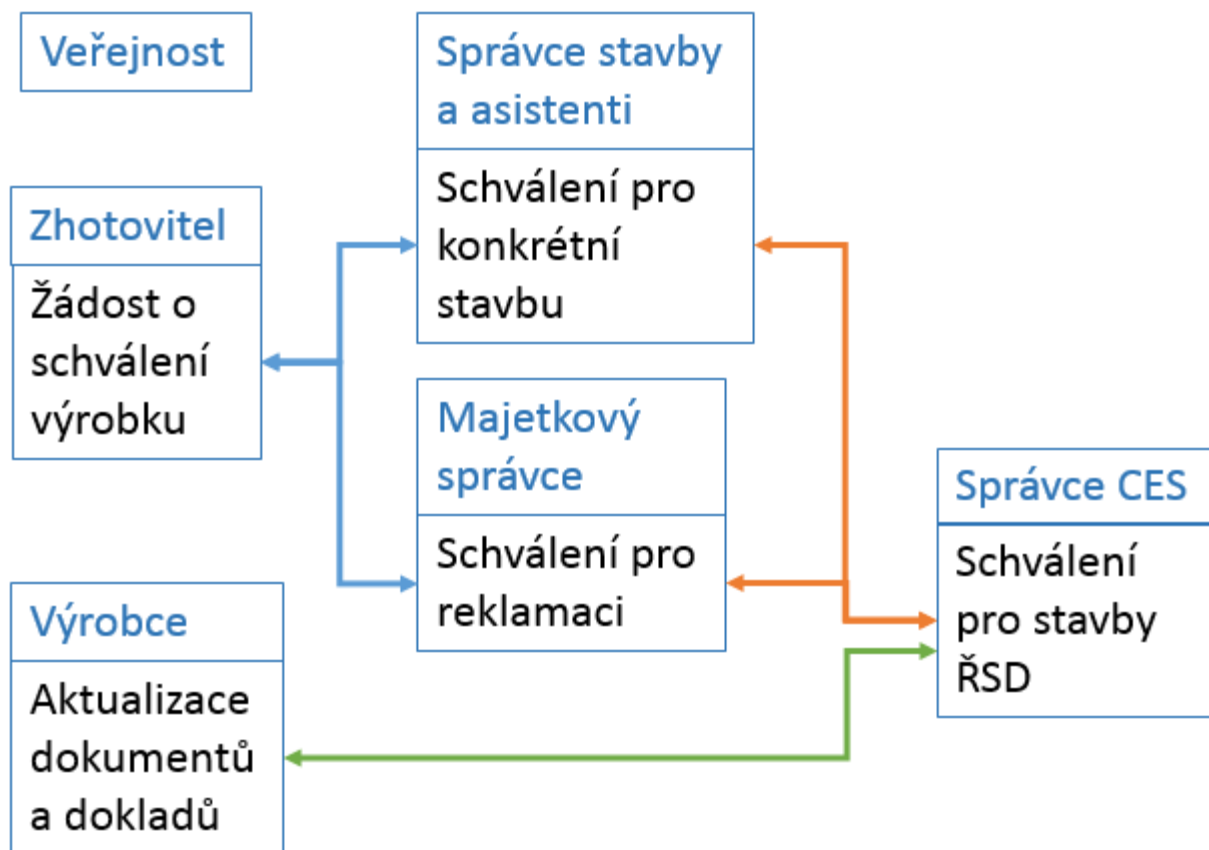 Veřejnost
Správce stavby
a asistenti
Schválení pro
konkrétní
stavbu
Zhotovitel
Žádost o
schválení
výrobku
Majetkový
správce
Schválení pro
reklamaci
Správce CES
Schválení
pro stavby
ŘSD
Výrobce
Aktualizace
dokumentů
a dokladů